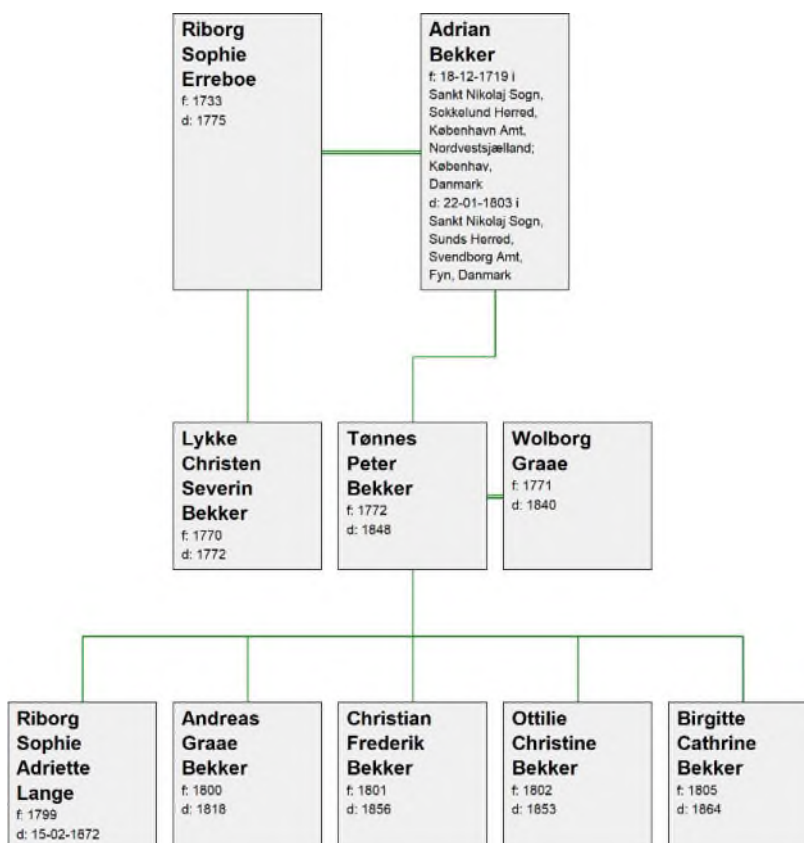 Riborg
Sophie
Erreboe
f: 1733
d: 1775
Adrian
Bekker
f: 18-12-1719 i
Sankt Nikolaj Sogn,
Sokkelund Herred,
København Amt,
Nordvestsjælland;
Københav,
Danmark
d: 22-01-1803 i
Sankt Nikolaj Sogn,
Sunds Herred,
Svendborg Amt,
Fyn, Danmark
Lykke
Christen
Severin
Bekker
f: 1770
d: 1772
Tønnes
Peter
Bekker
f: 1772
d: 1848
Wolborg
Graae
f: 1771
d: 1840
Riborg
Sophie
Adriette
Lange
f: 1799
d: 15-02-1872
Andreas
Graae
Bekker
f: 1800
d: 1818
Christian
Frederik
Bekker
f: 1801
d: 1856
Ottilie
Christine
Bekker
f: 1802
d: 1853
Birgitte
Cathrine
Bekker
f: 1805
d: 1864